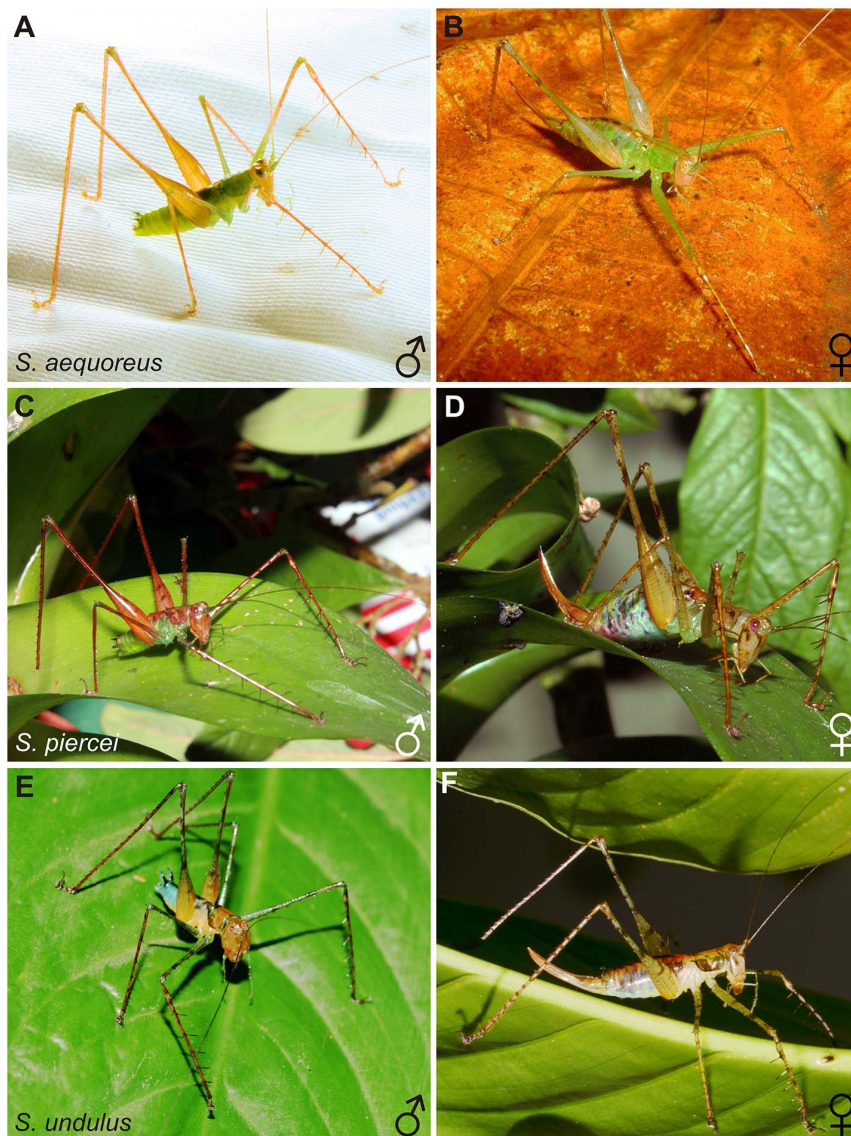 A
B
S. aequoreus
♂
♀
C
D
S. piercei
♂
♀
E
F
S. undulus
♂
♀